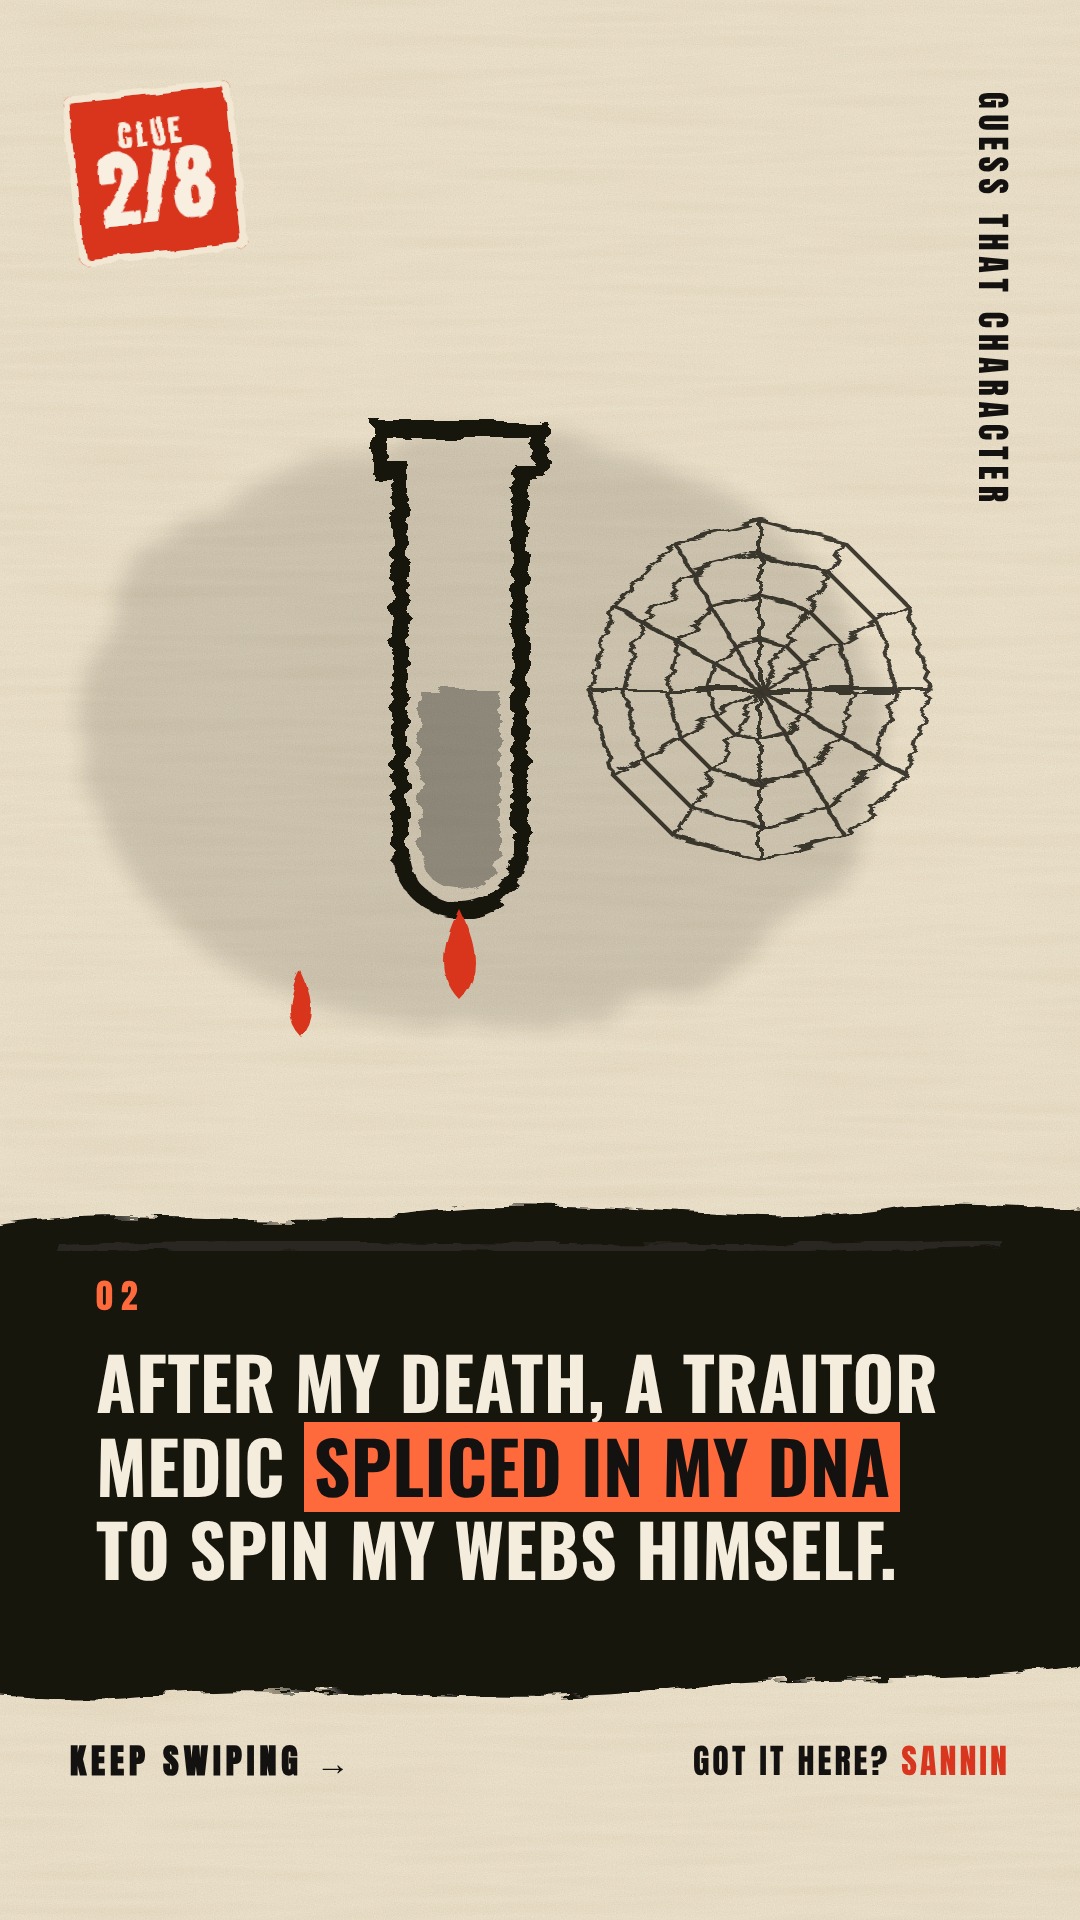 CLUE
2/8
GUESS THAT CHARACTER
02
AFTER MY DEATH, A TRAITOR
MEDIC SPLICED IN MY DNA
TO SPIN MY WEBS HIMSELF.
KEEP SWIPING →
GOT IT HERE? SANNIN